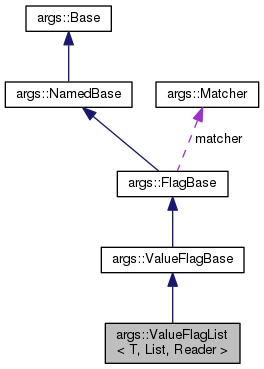 args::Base
args::NamedBase
args::Matcher
matcher
args::FlagBase
args::ValueFlagBase
args::ValueFlagList
< T, List, Reader >